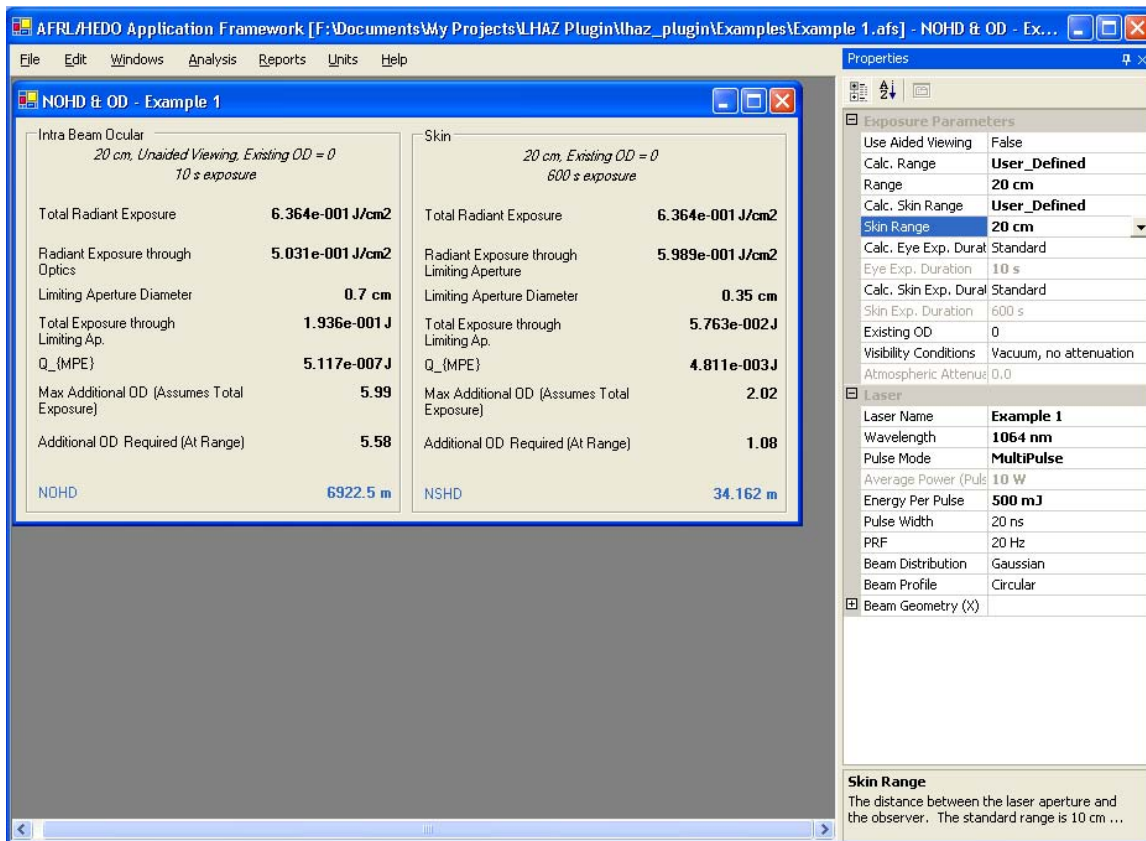 AFRL/HEDO Application Framework [F:\Documents\My Projects\LHAZ Plugin\lhaz_plugin\Examples\Example 1.afs] - NOHD & OD - Ex...
File Edit Windows Analysis Reports Units Help
NOHD & OD - Example 1
Intra Beam Ocular
20 cm, Unaided Viewing, Existing OD = 0
10 s exposure
Total Radiant Exposure 6.364e-001 J/cm2
Radiant Exposure through
Optics 5.031e-001 J/cm2
Limiting Aperture Diameter 0.7 cm
Total Exposure through
Limiting Ap. 1.936e-001 J
Q_{MPE} 5.117e-007 J
Max Additional OD (Assumes Total
Exposure) 5.99
Additional OD Required (At Range) 5.58
NOHD 6922.5 m
Skin
20 cm, Existing OD = 0
600 s exposure
Total Radiant Exposure 6.364e-001 J/cm2
Radiant Exposure through
Limiting Aperture 5.989e-001 J/cm2
Limiting Aperture Diameter 0.35 cm
Total Exposure through
Limiting Ap. 5.763e-002 J
Q_{MPE} 4.811e-003 J
Max Additional OD (Assumes Total
Exposure) 2.02
Additional OD Required (At Range) 1.08
NSHD 34.162 m
Properties
Exposure Parameters
Use Aided Viewing False
Calc. Range User_Defined
Range 20 cm
Calc. Skin Range User_Defined
Skin Range 20 cm
Calc. Eye Exp. Durat Standard
Eye Exp. Duration 10 s
Calc. Skin Exp. Durat Standard
Skin Exp. Duration 600 s
Existing OD 0
Visibility Conditions Vacuum, no attenuation
Atmospheric Attenua 0.0
Laser
Laser Name Example 1
Wavelength 1064 nm
Pulse Mode MultiPulse
Average Power (Puls 10 W
Energy Per Pulse 500 mJ
Pulse Width 20 ns
PRF 20 Hz
Beam Distribution Gaussian
Beam Profile Circular
Beam Geometry (X)
Skin Range
The distance between the laser aperture and
the observer. The standard range is 10 cm ...